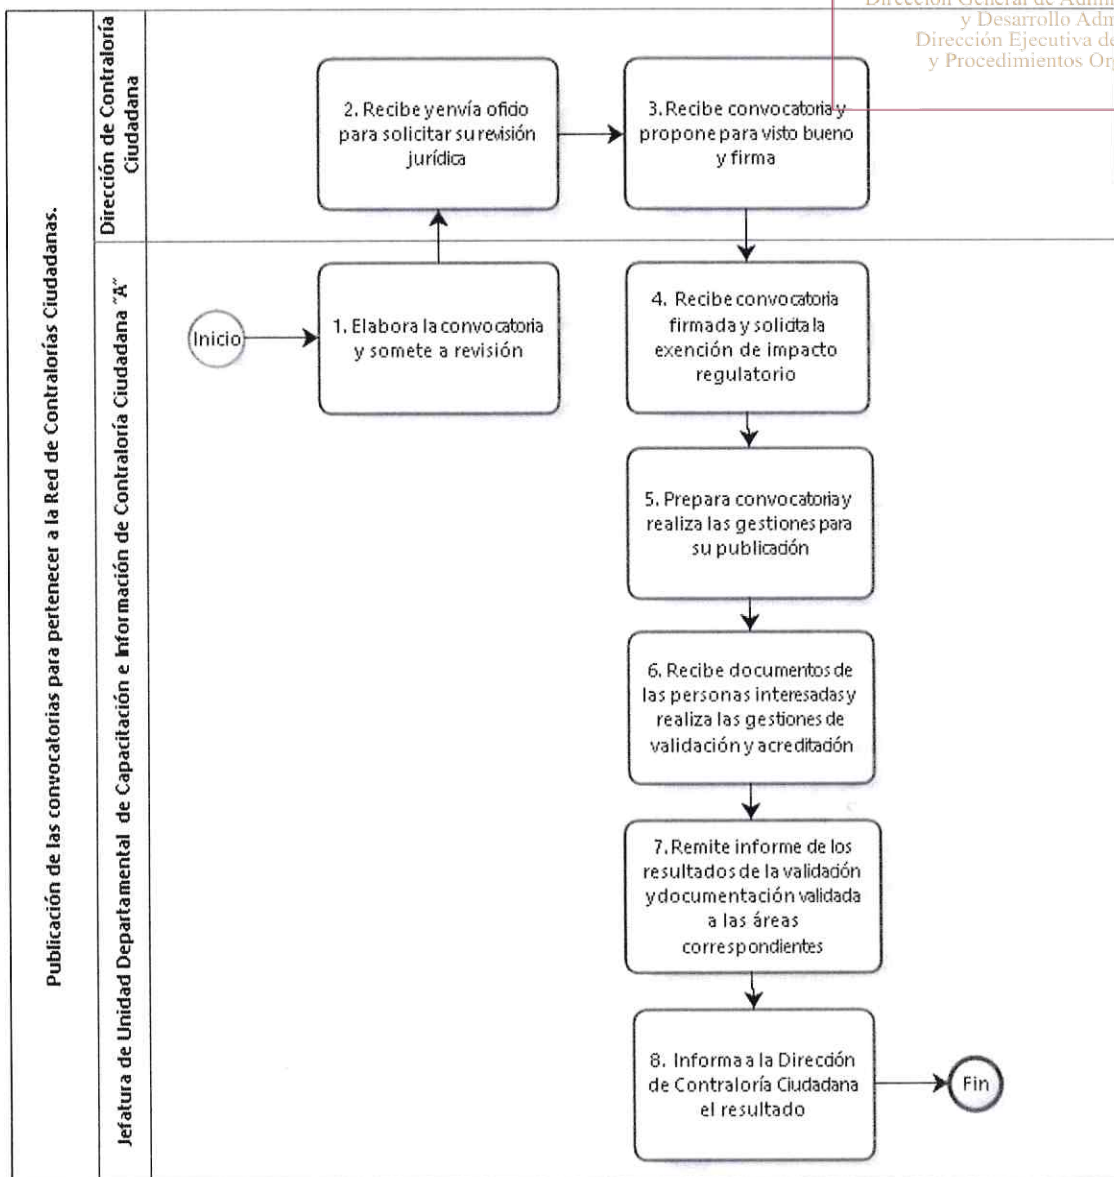 Dirección General de Admin
y Desarrollo Adm
Dirección Ejecutiva de
y Procedimientos Or
Publicación de las convocatorias para pertenecer a la Red de Contralorías Ciudadanas.
Dirección de Contraloría
Ciudadana
2. Recibe y envía oficio
para solicitar su revisión
jurídica
3. Recibe convocatoria y
propone para visto bueno
y firma
Jefatura de Unidad Departamental de Capacitación e Información de Contraloría Ciudadana "A"
Inicio
1. Elabora la convocatoria
y somete a revisión
4. Recibe convocatoria
firmada y solicita la
exención de impacto
regulatorio
5. Prepara convocatoria y
realiza las gestiones para
su publicación
6. Recibe documentos de
las personas interesadas y
realiza las gestiones de
validación y acreditación
7. Remite informe de los
resultados de la validación
y documentación validada
a las áreas
correspondientes
8. Informa a la Dirección
de Contraloría Ciudadana
el resultado
Fin